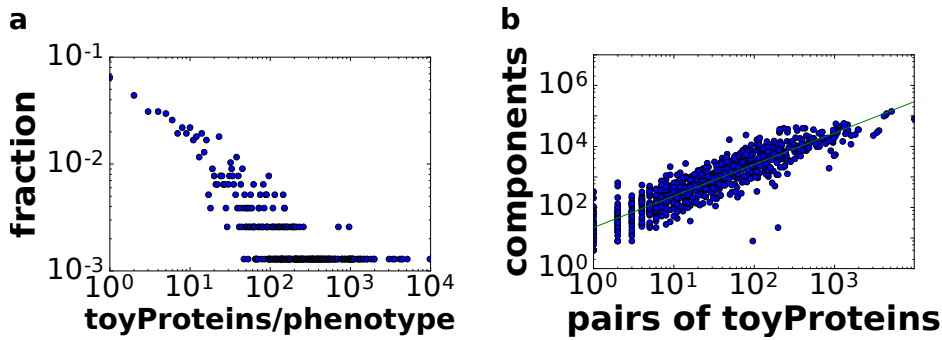 a
fraction
10^-1
10^-2
10^-3
10^0 10^1 10^2 10^3 10^4
toyProteins/phenotype
b
components
10^6
10^4
10^2
10^0
10^0 10^1 10^2 10^3
pairs of toyProteins